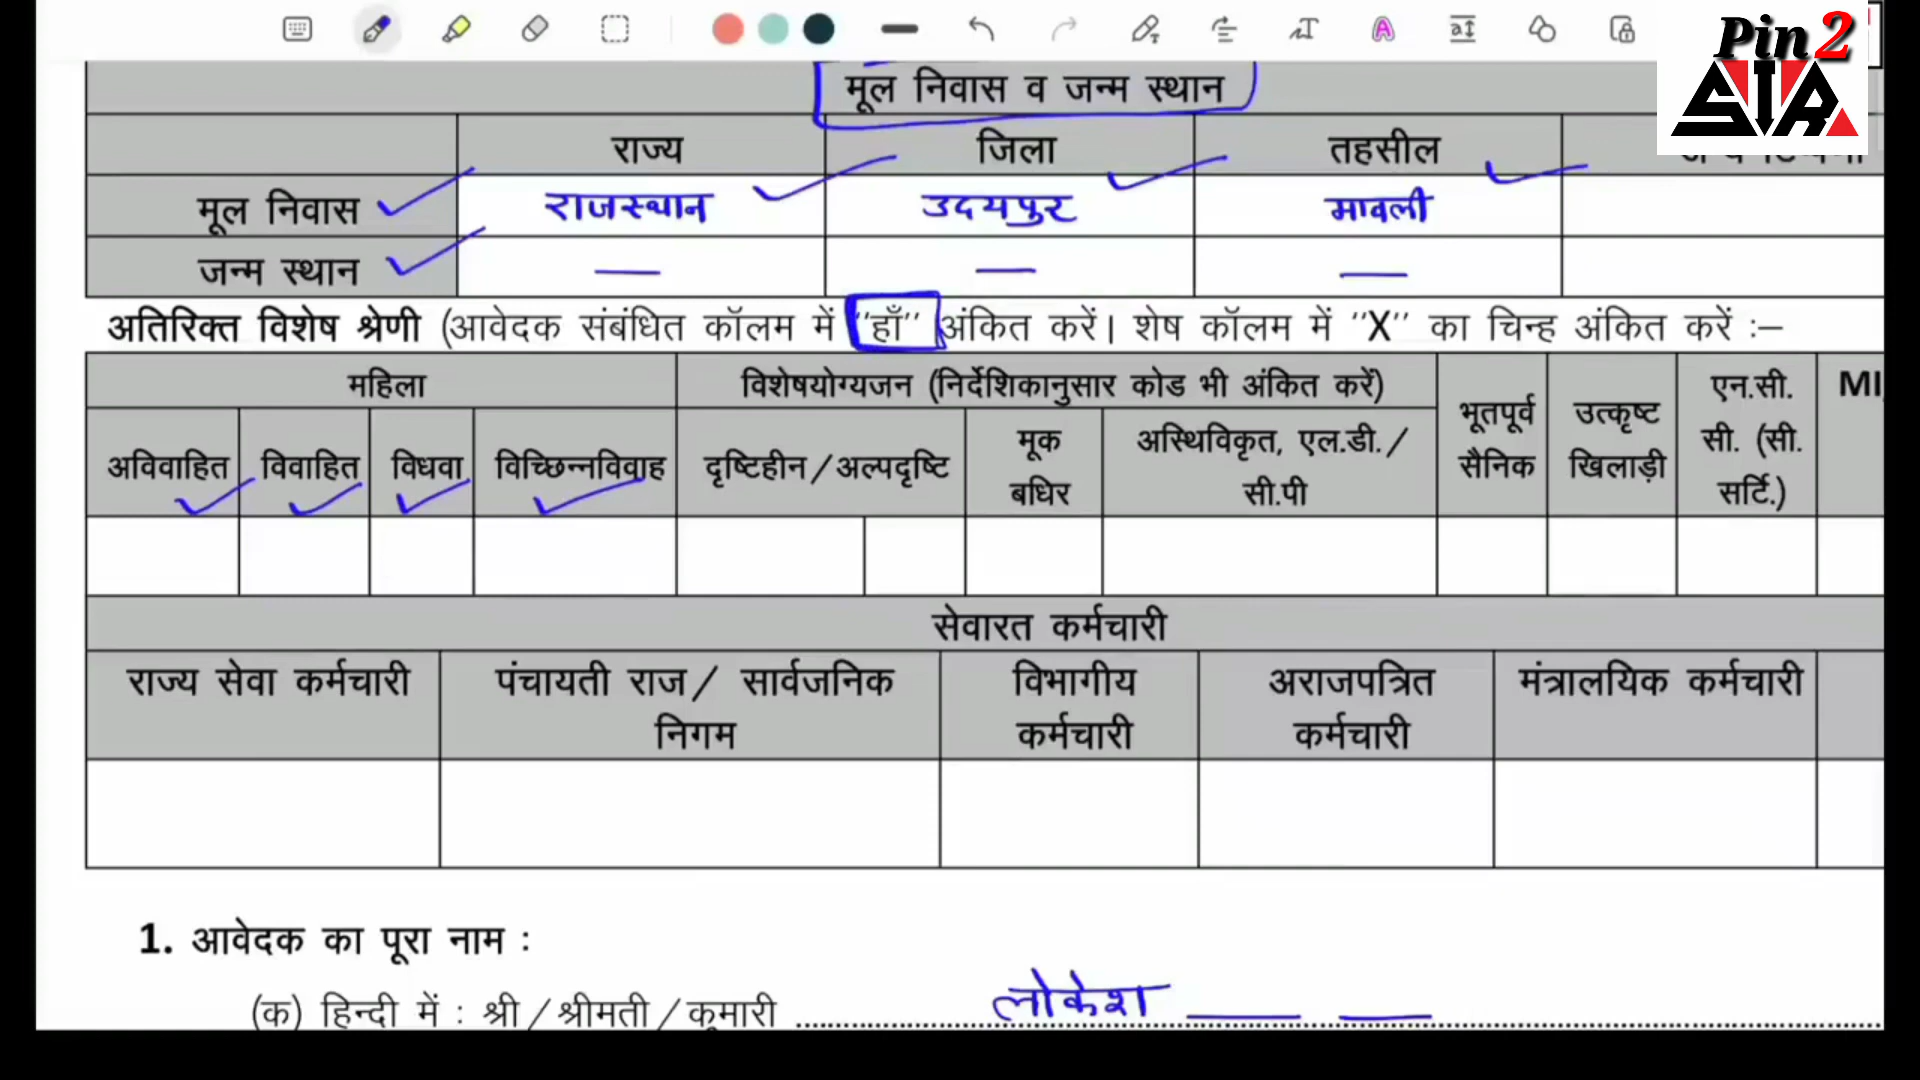 Pin2
STAR
मूल निवास व जन्म स्थान
राज्य जिला तहसील
मूल निवास राजस्थान उदयपुर मावली
जन्म स्थान — — —
अतिरिक्त विशेष श्रेणी (आवेदक संबंधित कॉलम में "हाँ" अंकित करें। शेष कॉलम में "X" का चिन्ह अंकित करें :–
महिला विशेषयोग्यजन (निर्देशिकानुसार कोड भी अंकित करें) भूतपूर्व सैनिक उत्कृष्ट खिलाड़ी एन.सी. सी. (सी. सर्टि.) MI
अविवाहित विवाहित विधवा विच्छिन्नविवाह दृष्टिहीन/अल्पदृष्टि मूक बधिर अस्थिविकृत, एल.डी./ सी.पी
सेवारत कर्मचारी
राज्य सेवा कर्मचारी पंचायती राज/ सार्वजनिक निगम विभागीय कर्मचारी अराजपत्रित कर्मचारी मंत्रालयिक कर्मचारी
1. आवेदक का पूरा नाम :
(क) हिन्दी में : श्री/श्रीमती/कुमारी लोकेश